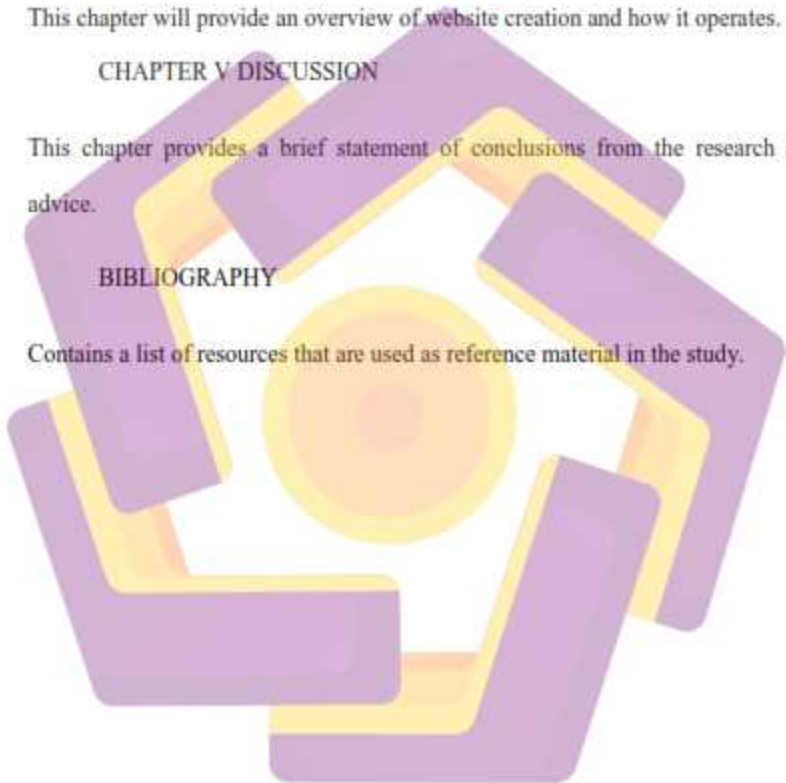 This chapter will provide an overview of website creation and how it operates.
CHAPTER V DISCUSSION
This chapter provides a brief statement of conclusions from the research
advice.
BIBLIOGRAPHY
Contains a list of resources that are used as reference material in the study.